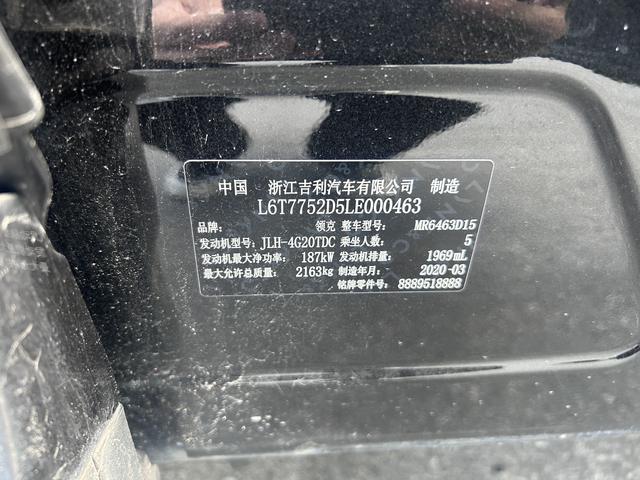 中国 浙江吉利汽车有限公司 制造
L6T7752D5LE000463
品牌: 领克 整车型号: MR6463D15
发动机型号: JLH-4G20TDC 乘坐人数: 5
发动机最大净功率: 187kW 发动机排量: 1969mL
最大允许总质量: 2163kg 制造年月: 2020-03
铭牌零件号: 8889518888